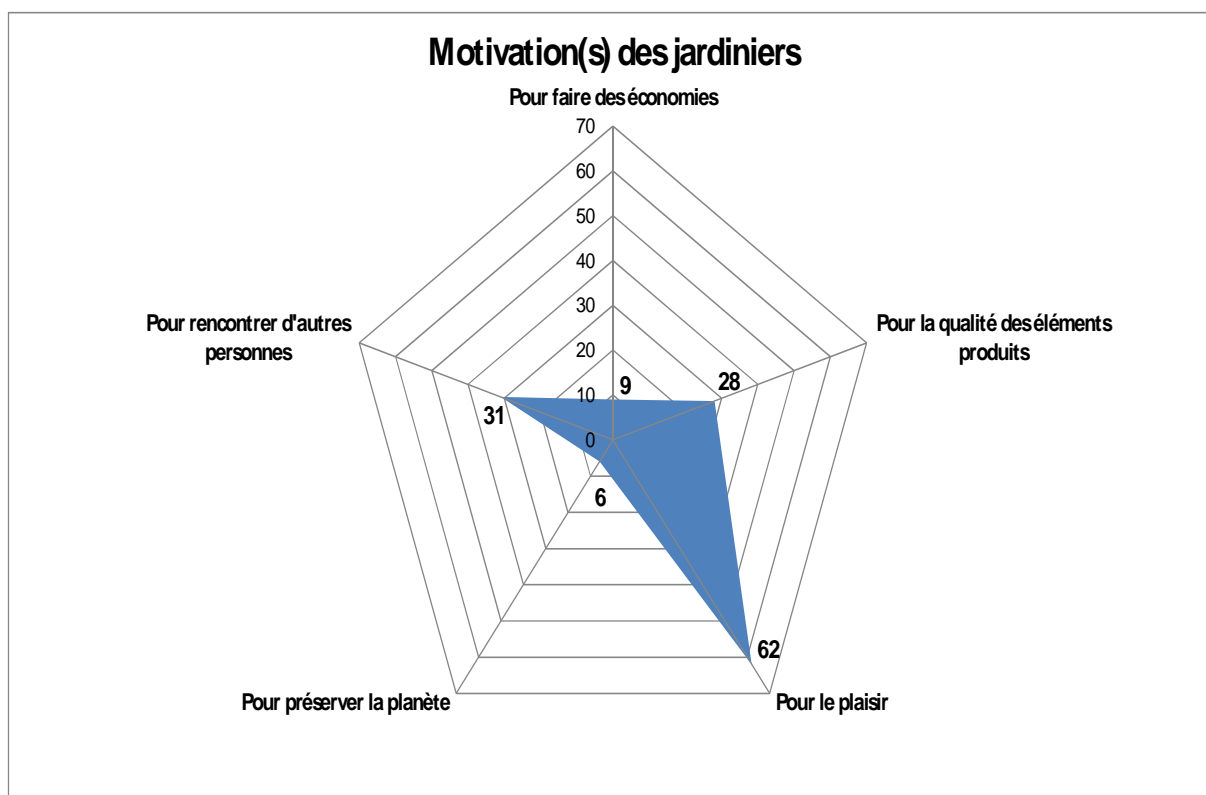 Motivation(s) des jardiniers
Pour faire des économies
70
60
50
40
30
20
10
0
9
28
62
6
31
Pour la qualité des éléments
produits
Pour le plaisir
Pour préserver la planète
Pour rencontrer d'autres
personnes